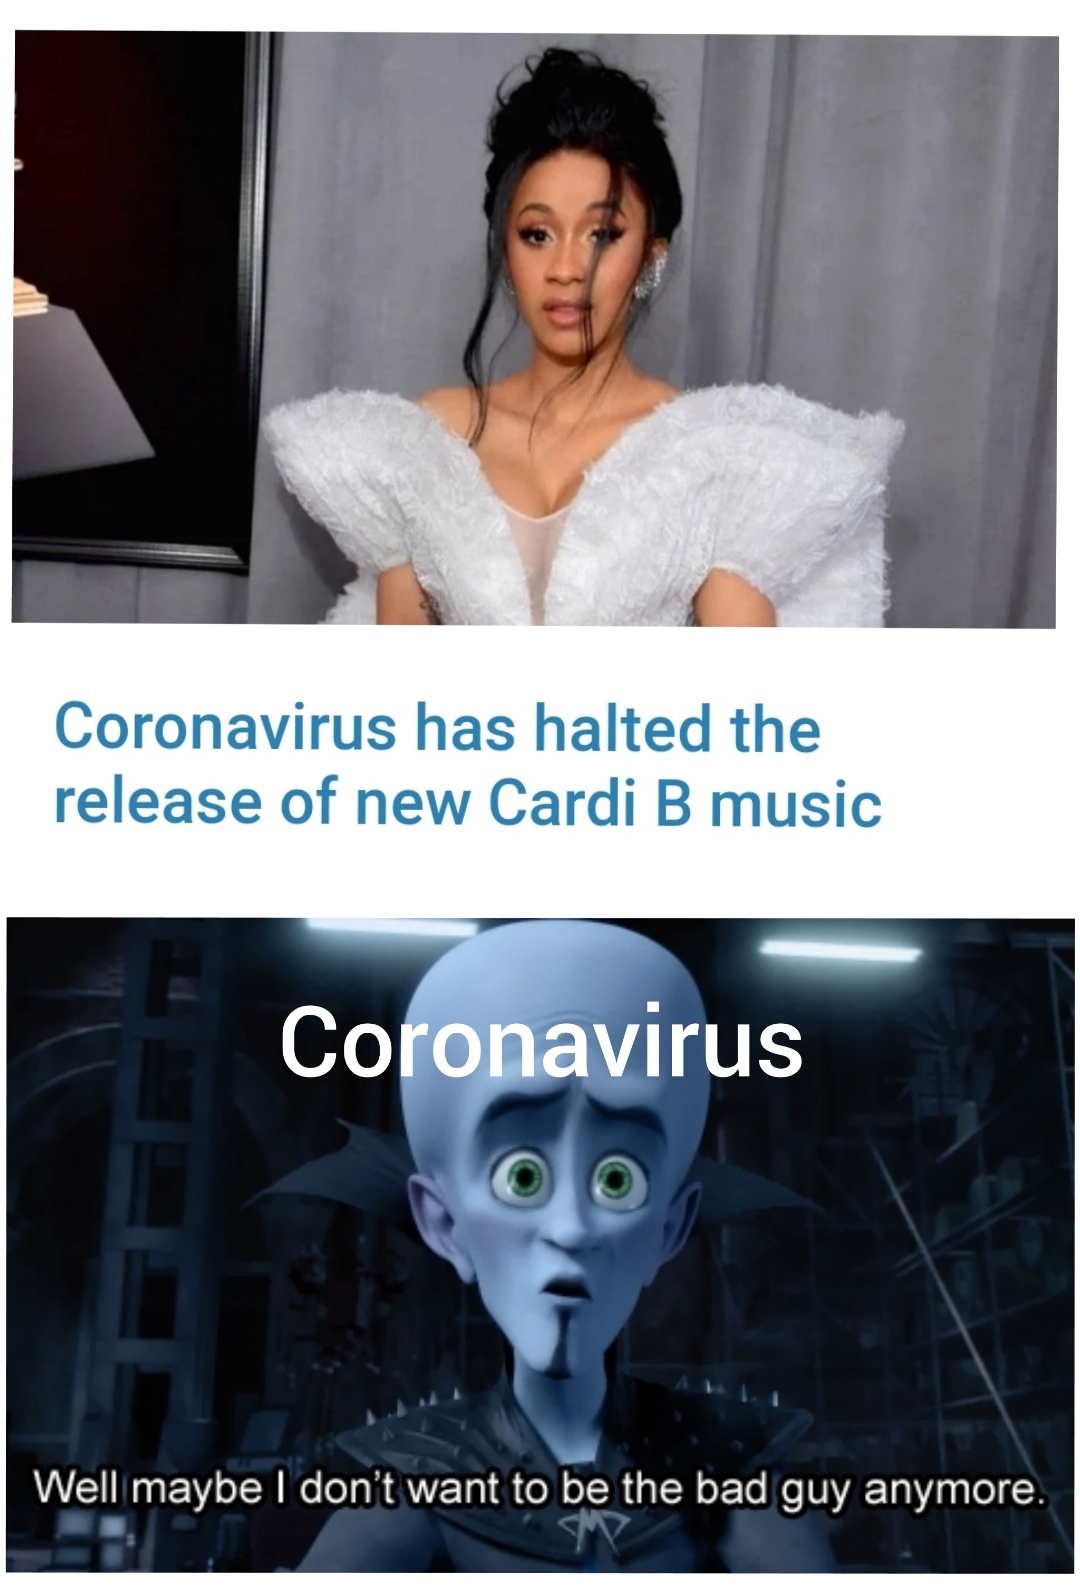 Coronavirus has halted the
release of new Cardi B music
Coronavirus
Well maybe I don't want to be the bad guy anymore.